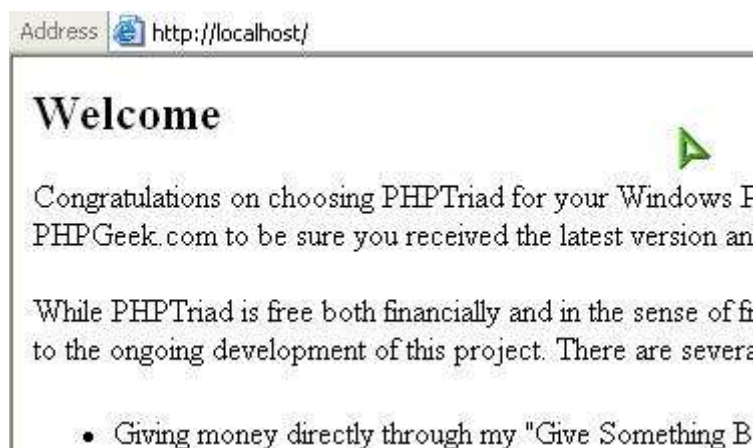 Address http://localhost/
Welcome
Congratulations on choosing PHPTriad for your Windows P
PHPGeek.com to be sure you received the latest version an
While PHPTriad is free both financially and in the sense of fr
to the ongoing development of this project. There are severa
• Giving money directly through my "Give Something B